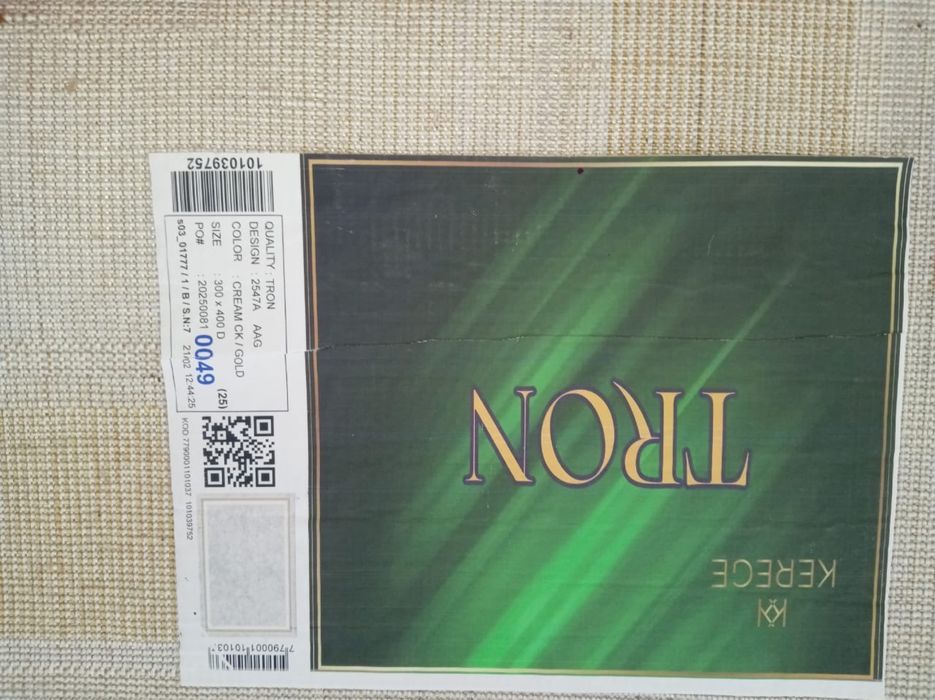 101039752
QUALITY : TRON
DESIGN : 2547A AAG
COLOR : CREAM CK / GOLD
SIZE : 300 x 400 D
PO# : 20250081 0049 (25)
s03_01777 / 1 / B / S.N:7 21/02 12:44:25
KOD:7790001101037 101039752
TRON
KERECE